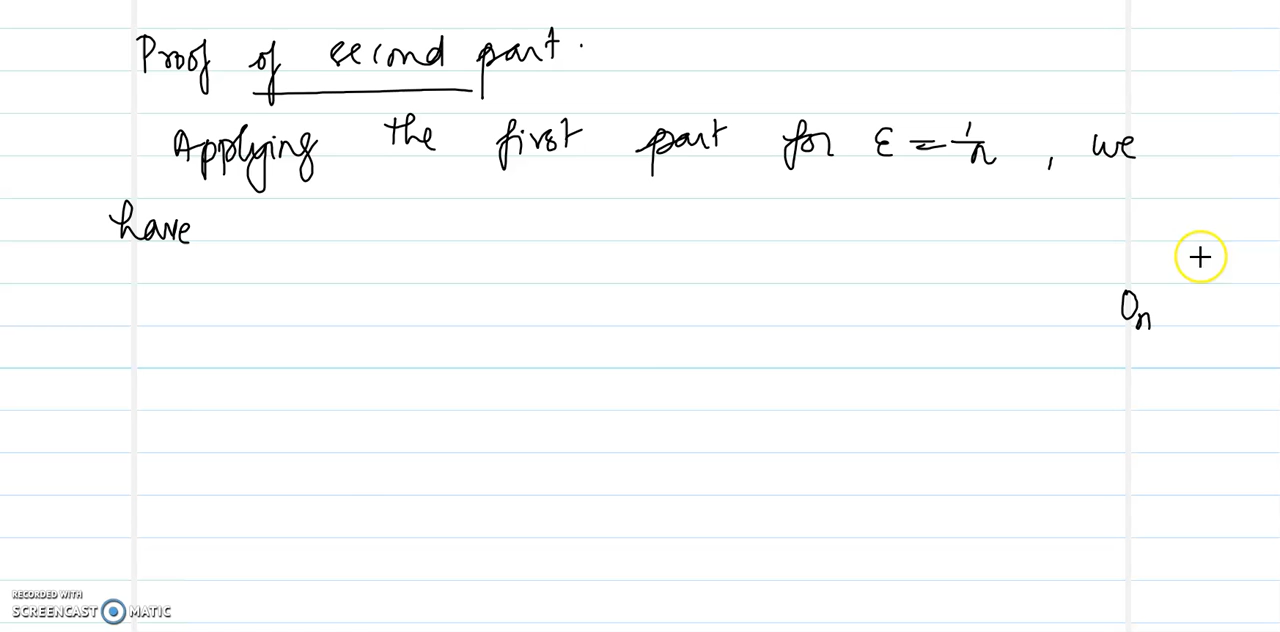 Proof of second part.
Applying the first part for ε = 1/n, we
have
On
RECORDED WITH
SCREENCAST MATIC